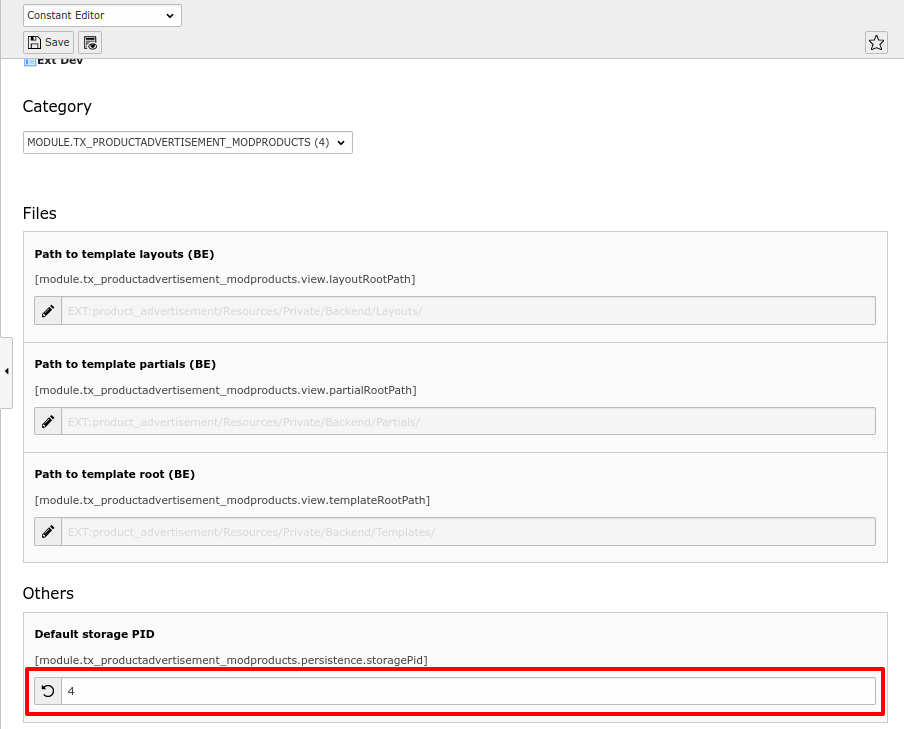 Constant Editor
Save
Ext Dev
Category
MODULE.TX_PRODUCTADVERTISEMENT_MODPRODUCTS (4)
Files
Path to template layouts (BE)
[module.tx_productadvertisement_modproducts.view.layoutRootPath]
EXT:product_advertisement/Resources/Private/Backend/Layouts/
Path to template partials (BE)
[module.tx_productadvertisement_modproducts.view.partialRootPath]
EXT:product_advertisement/Resources/Private/Backend/Partials/
Path to template root (BE)
[module.tx_productadvertisement_modproducts.view.templateRootPath]
EXT:product_advertisement/Resources/Private/Backend/Templates/
Others
Default storage PID
[module.tx_productadvertisement_modproducts.persistence.storagePid]
4